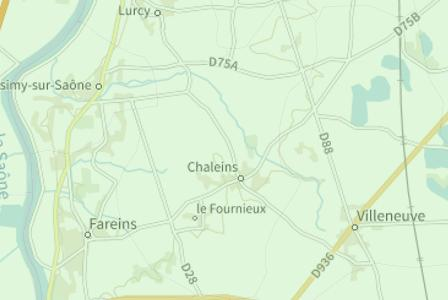 Lurcy
D75B
D75A
simy-sur-Saône
D88
la Saône
Chaleins
le Fournieux
Villeneuve
Fareins
D936
D28